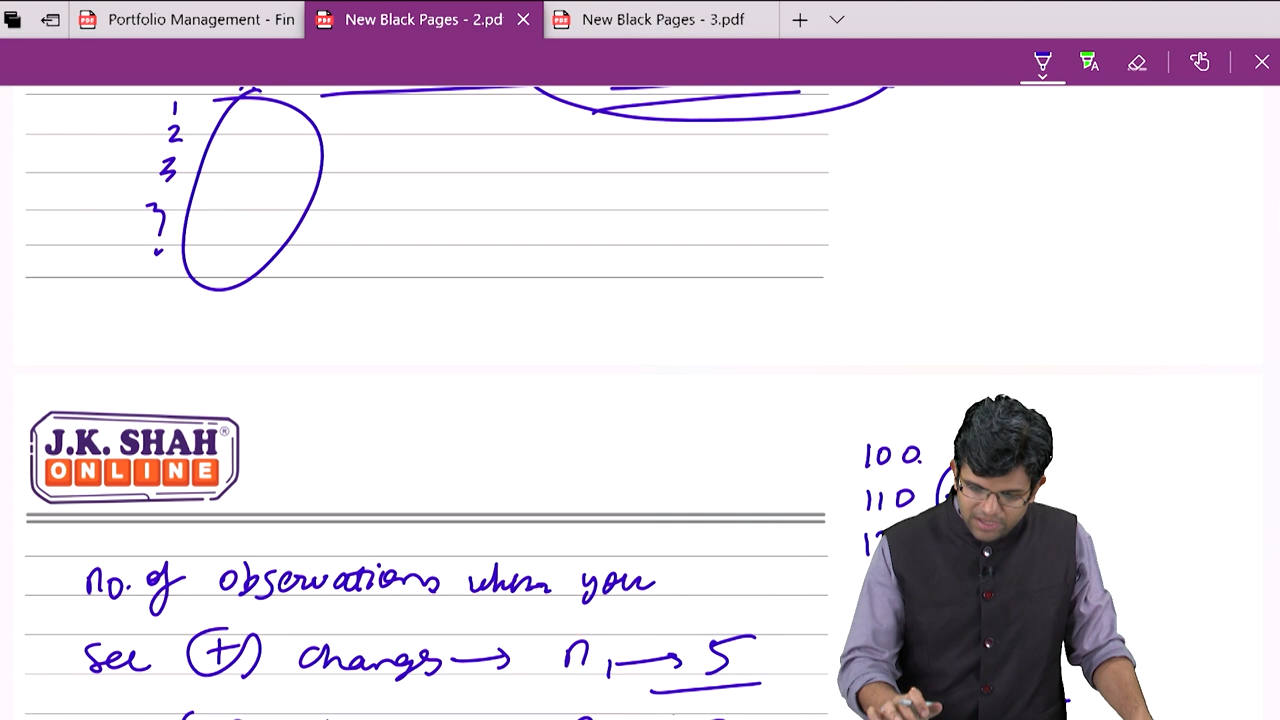 Portfolio Management - Fin
New Black Pages - 2.pd
New Black Pages - 3.pdf
1
2
3
?
J.K. SHAH®
ONLINE
100.
110
no. of observations when you
see (+) changes → n1 → 5